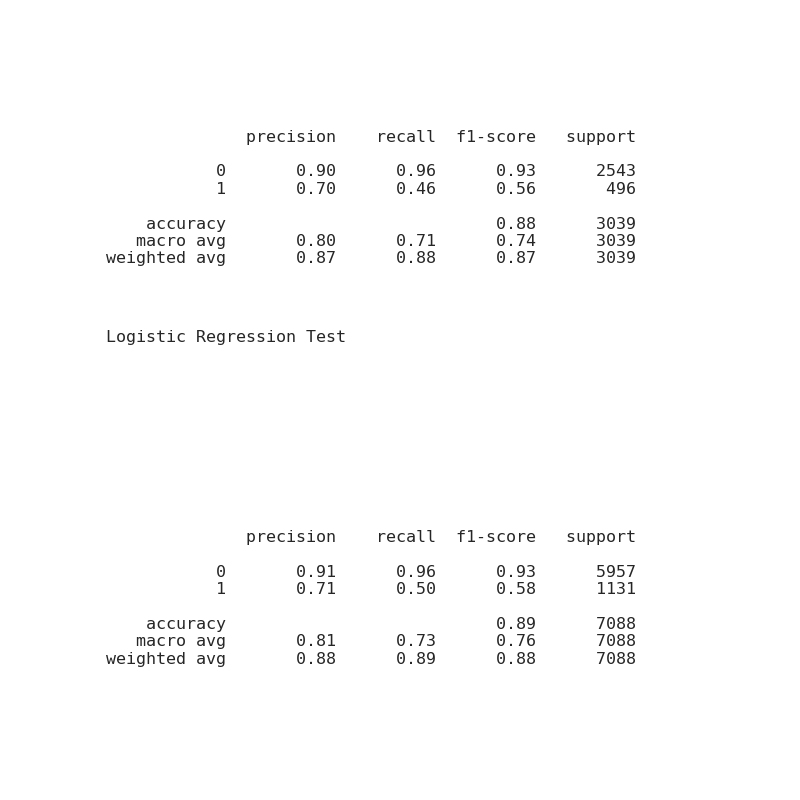 precision recall f1-score support
0 0.90 0.96 0.93 2543
1 0.70 0.46 0.56 496
accuracy 0.88 3039
macro avg 0.80 0.71 0.74 3039
weighted avg 0.87 0.88 0.87 3039
Logistic Regression Test
precision recall f1-score support
0 0.91 0.96 0.93 5957
1 0.71 0.50 0.58 1131
accuracy 0.89 7088
macro avg 0.81 0.73 0.76 7088
weighted avg 0.88 0.89 0.88 7088